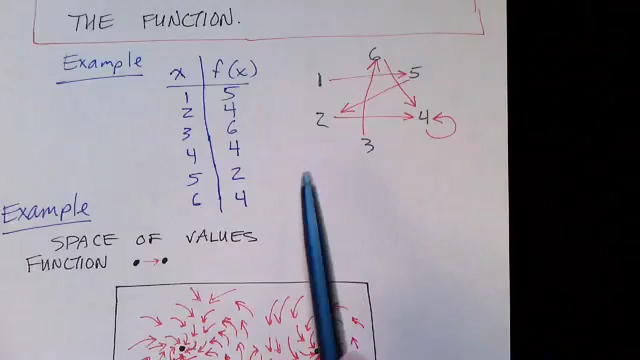 THE FUNCTION.
Example
x f(x)
1 5
2 4
3 6
4 4
5 2
6 4
6
1 5
2 4
3
Example
SPACE OF VALUES
FUNCTION • → •